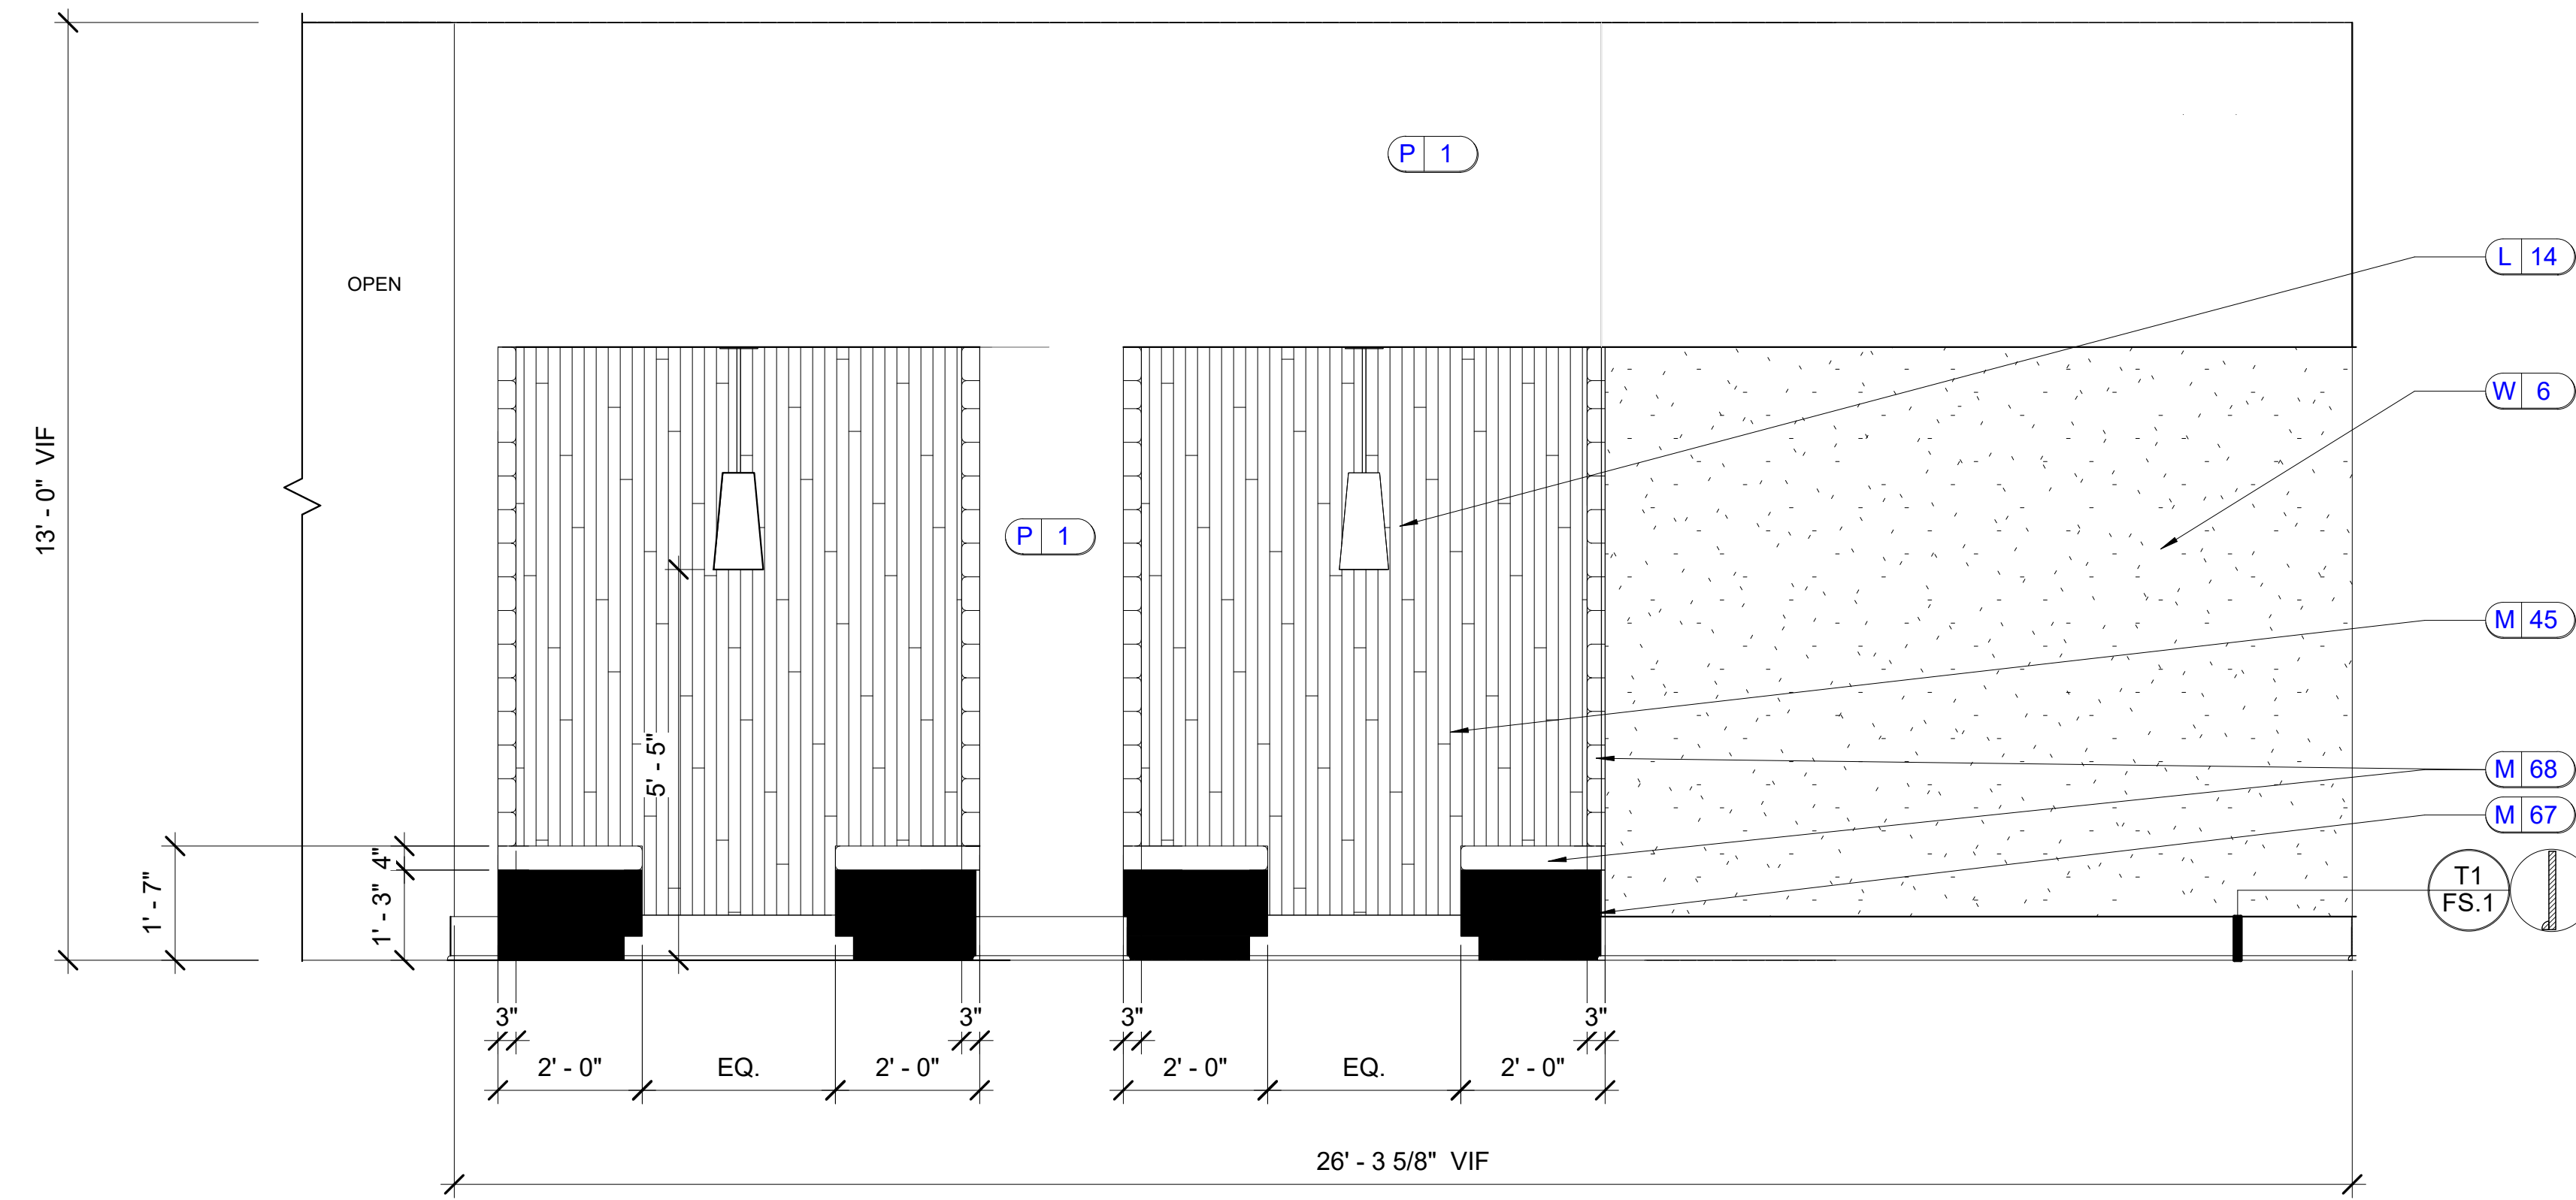 P 1
L 14
OPEN
W 6
13' - 0" VIF
P 1
M 45
5' - 5"
M 68
M 67
4"
1' - 7"
1' - 3"
T1
FS.1
3"
3"
3"
3"
2' - 0"
EQ.
2' - 0"
2' - 0"
EQ.
2' - 0"
26' - 3 5/8" VIF